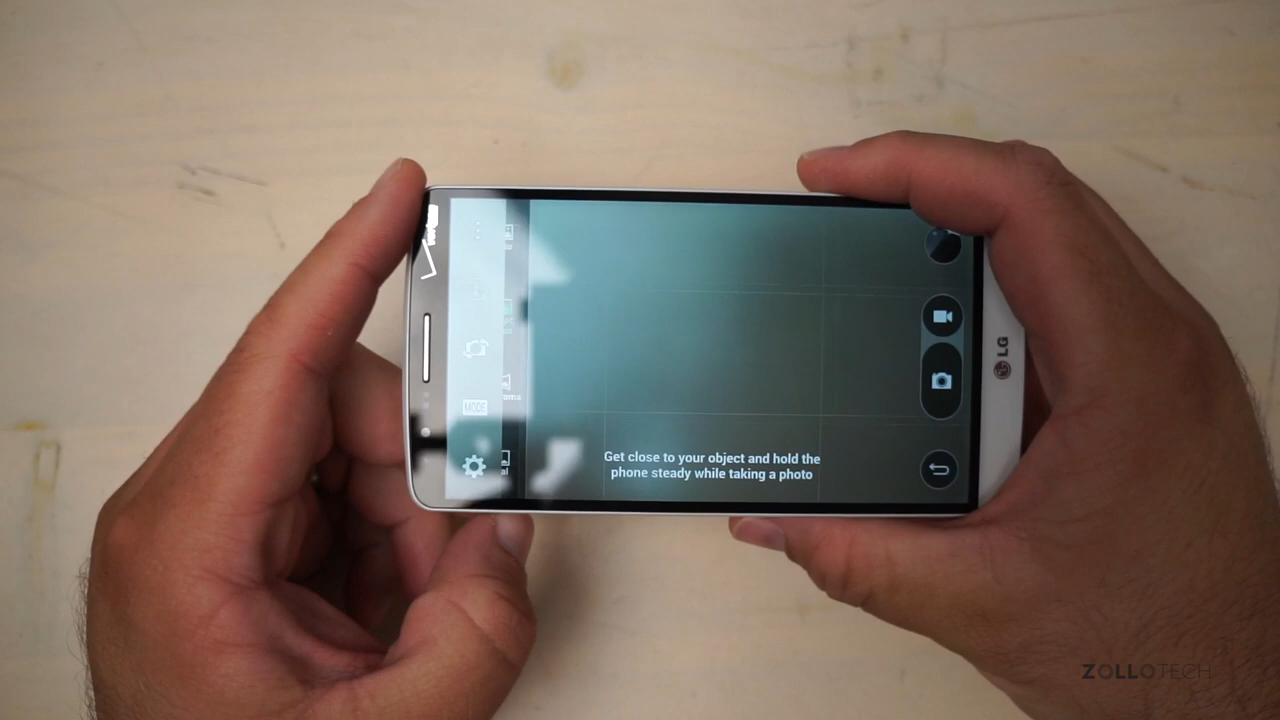 MODE
Get close to your object and hold the
phone steady while taking a photo
LG
ZOLLOTECH